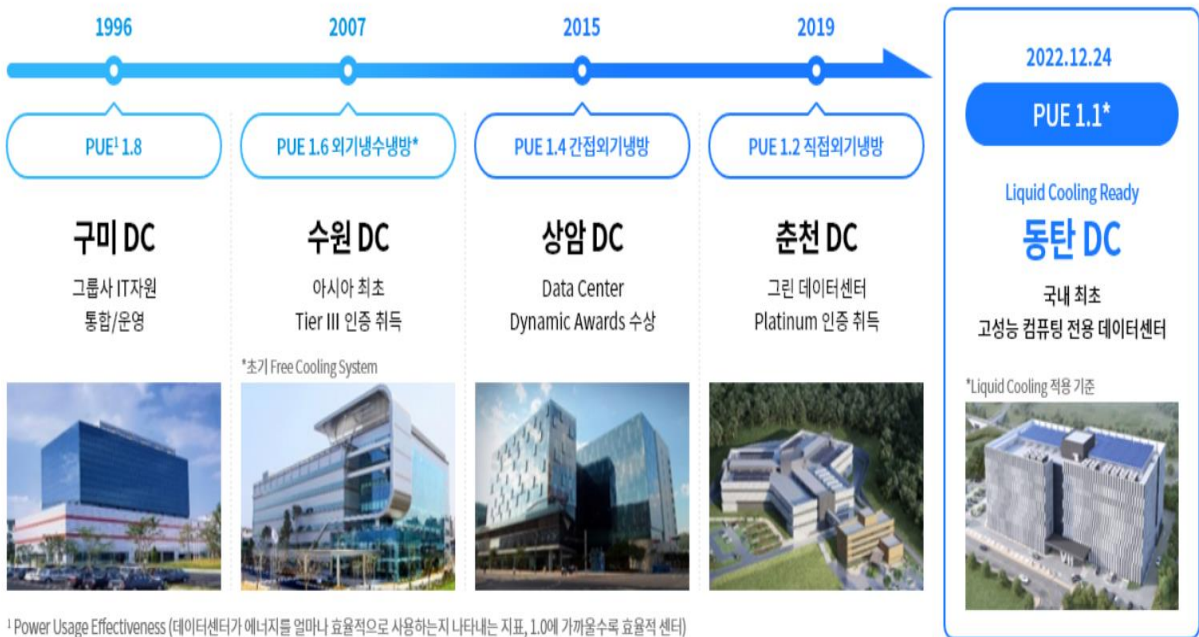 1996
PUE¹ 1.8
구미 DC
그룹사 IT자원
통합/운영
2007
PUE 1.6 외기냉수냉방*
수원 DC
아시아 최초
Tier III 인증 취득
*초기 Free Cooling System
2015
PUE 1.4 간접외기냉방
상암 DC
Data Center
Dynamic Awards 수상
2019
PUE 1.2 직접외기냉방
춘천 DC
그린 데이터센터
Platinum 인증 취득
2022.12.24
PUE 1.1*
Liquid Cooling Ready
동탄 DC
국내 최초
고성능 컴퓨팅 전용 데이터센터
*Liquid Cooling 적용 기준
¹ Power Usage Effectiveness (데이터센터가 에너지를 얼마나 효율적으로 사용하는지 나타내는 지표, 1.0에 가까울수록 효율적 센터)